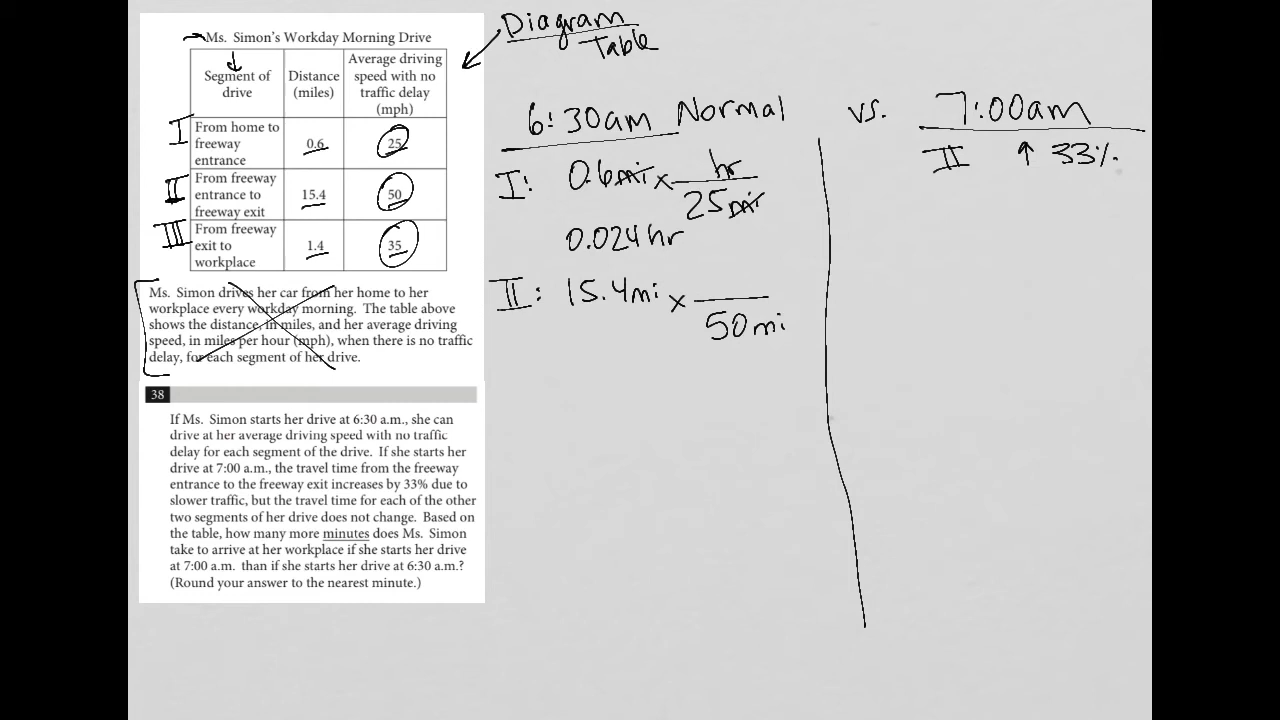 Ms. Simon's Workday Morning Drive
Segment of drive
Distance (miles)
Average driving speed with no traffic delay (mph)
I From home to freeway entrance 0.6 25
II From freeway entrance to freeway exit 15.4 50
III From freeway exit to workplace 1.4 35
Ms. Simon drives her car from her home to her
workplace every workday morning. The table above
shows the distance, in miles, and her average driving
speed, in miles per hour (mph), when there is no traffic
delay, for each segment of her drive.
38
If Ms. Simon starts her drive at 6:30 a.m., she can
drive at her average driving speed with no traffic
delay for each segment of the drive. If she starts her
drive at 7:00 a.m., the travel time from the freeway
entrance to the freeway exit increases by 33% due to
slower traffic, but the travel time for each of the other
two segments of her drive does not change. Based on
the table, how many more minutes does Ms. Simon
take to arrive at her workplace if she starts her drive
at 7:00 a.m. than if she starts her drive at 6:30 a.m.?
(Round your answer to the nearest minute.)
Diagram
Table
6:30am Normal vs. 7:00am
I: 0.6mi x hr
25mi
0.024hr
II: 15.4mi x
50mi
II ↑ 33%